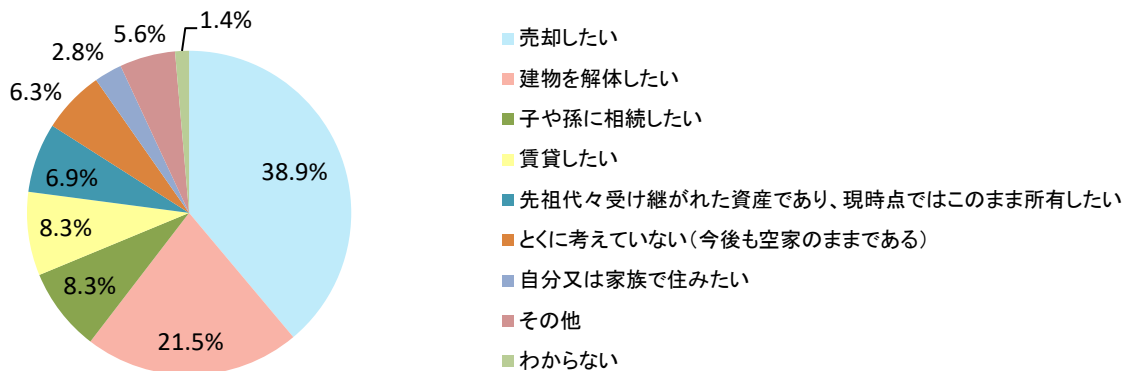 1.4%
5.6%
2.8%
6.3%
6.9%
8.3%
8.3%
21.5%
38.9%
売却したい
建物を解体したい
子や孫に相続したい
賃貸したい
先祖代々受け継がれた資産であり、現時点ではこのまま所有したい
とくに考えていない（今後も空家のままである）
自分又は家族で住みたい
その他
わからない